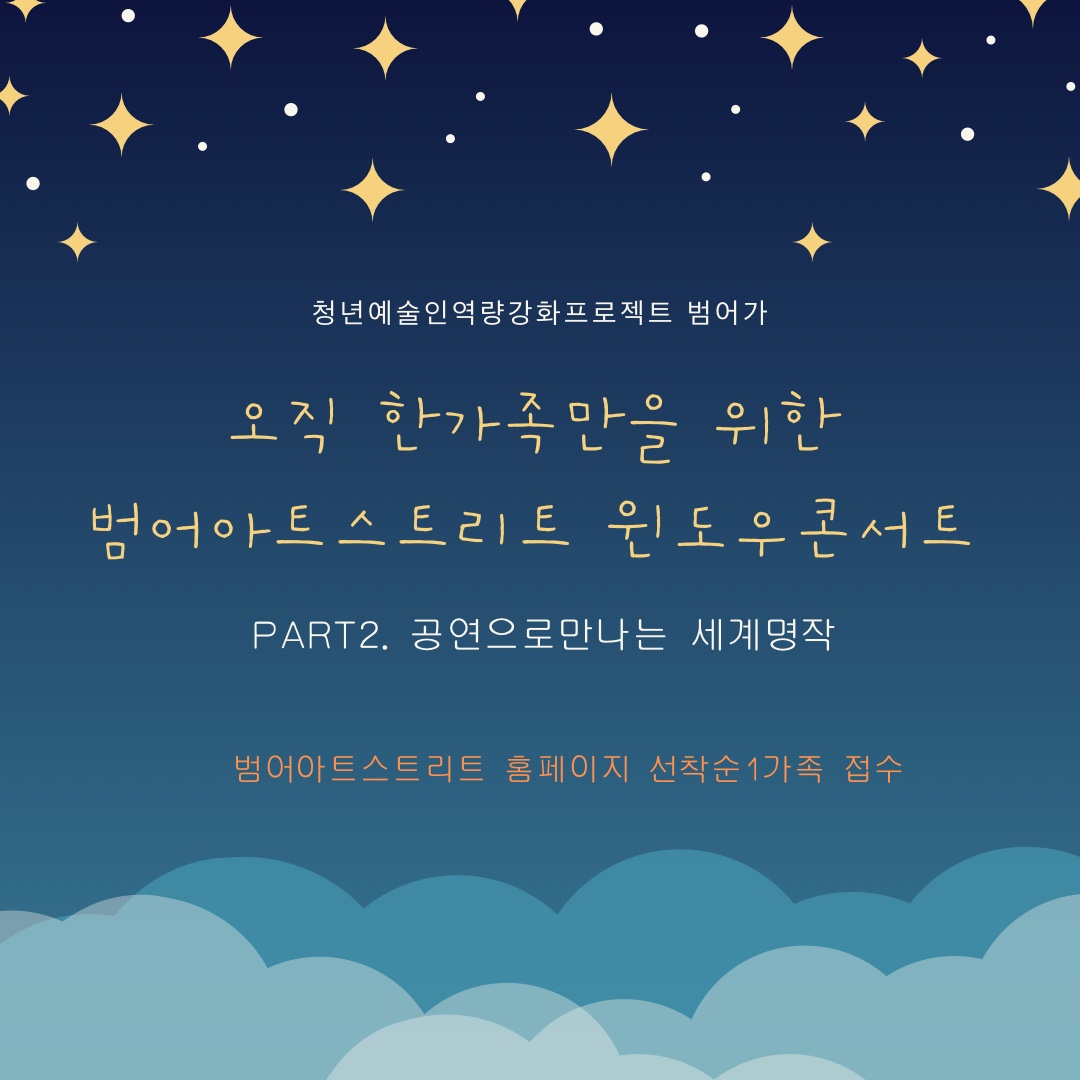 청년예술인역량강화프로젝트 범어가
오직 한가족만을 위한
범어아트스트리트 윈도우콘서트
PART2. 공연으로만나는 세계명작
범어아트스트리트 홈페이지 선착순1가족 접수